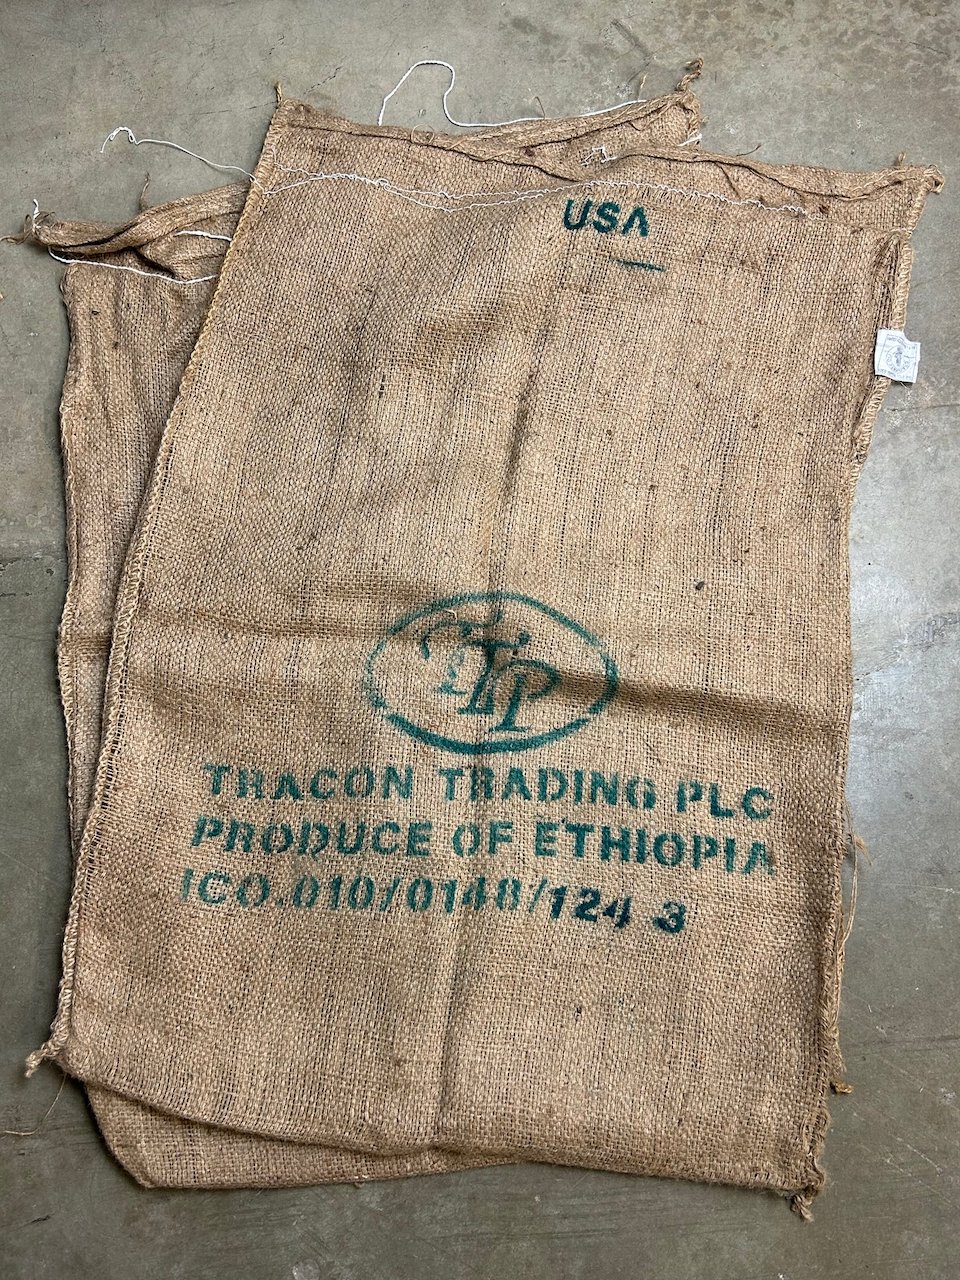 USA
TTP
TRACON TRADING PLC
PRODUCE OF ETHIOPIA
ICO.010/0148/124 3